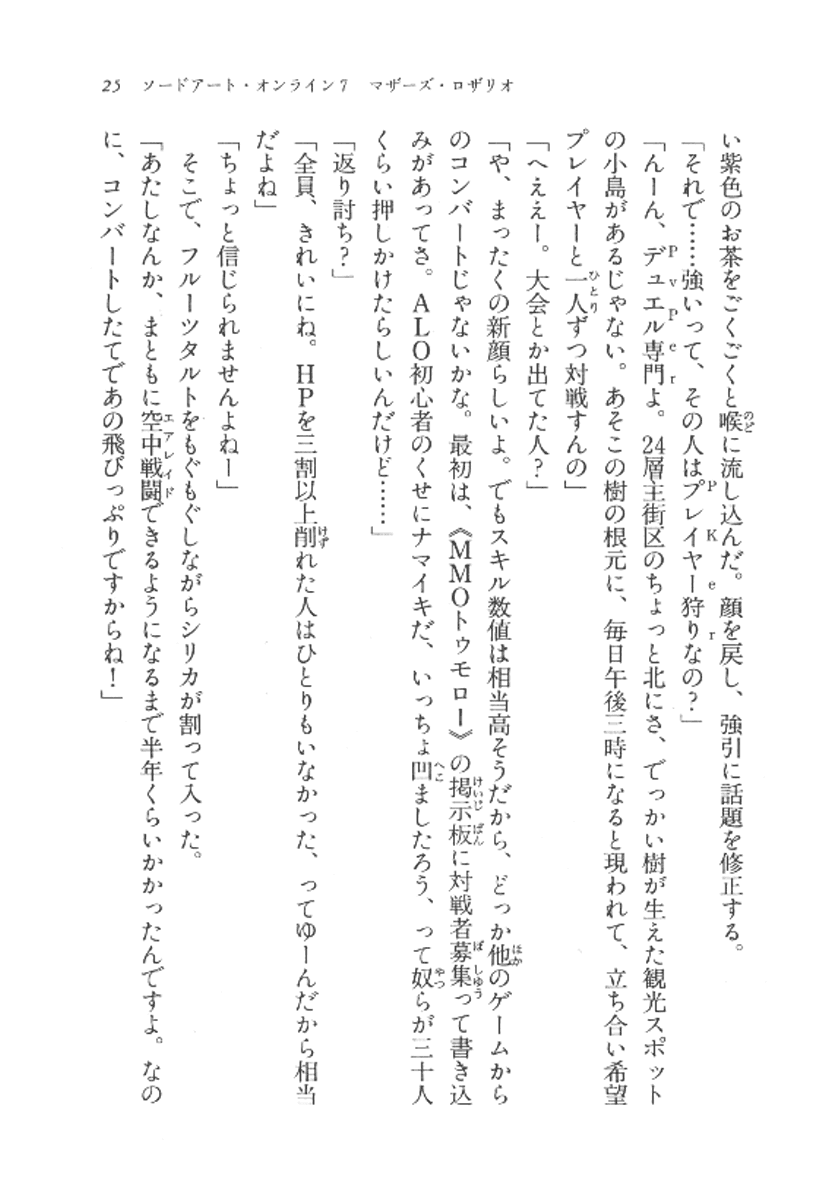 25　ソードアート・オンライン7　マザーズ・ロザリオ
い紫色のお茶をごくごくと喉に流し込んだ。顔を戻し、強引に話題を修正する。
「それで……強いって、その人はプレイヤー狩りなの？」
「んーん、デュエル専門よ。24層主街区のちょっと北にさ、でっかい樹が生えた観光スポット
の小島があるじゃない。あそこの樹の根元に、毎日午後三時になると現われて、立ち合い希望
プレイヤーと一人ずつ対戦すんの」
「へええー。大会とか出てた人？」
「や、まったくの新顔らしいよ。でもスキル数値は相当高そうだから、どっか他のゲームから
のコンバートじゃないかな。最初は、《MMOトゥモロー》の掲示板に対戦者募集って書き込
みがあってさ。ALO初心者のくせにナマイキだ、いっちょ凹ましたろう、って奴らが三十人
くらい押しかけたらしいんだけど……」
「返り討ち？」
「全員、きれいにね。HPを三割以上削れた人はひとりもいなかった、ってゆーんだから相当
だよね」
「ちょっと信じられませんよねー」
　そこで、フルーツタルトをもぐもぐしながらシリカが割って入った。
「あたしなんか、まともに空中戦闘できるようになるまで半年くらいかかったんですよ。なの
に、コンバートしたてであの飛びっぷりですからね！」